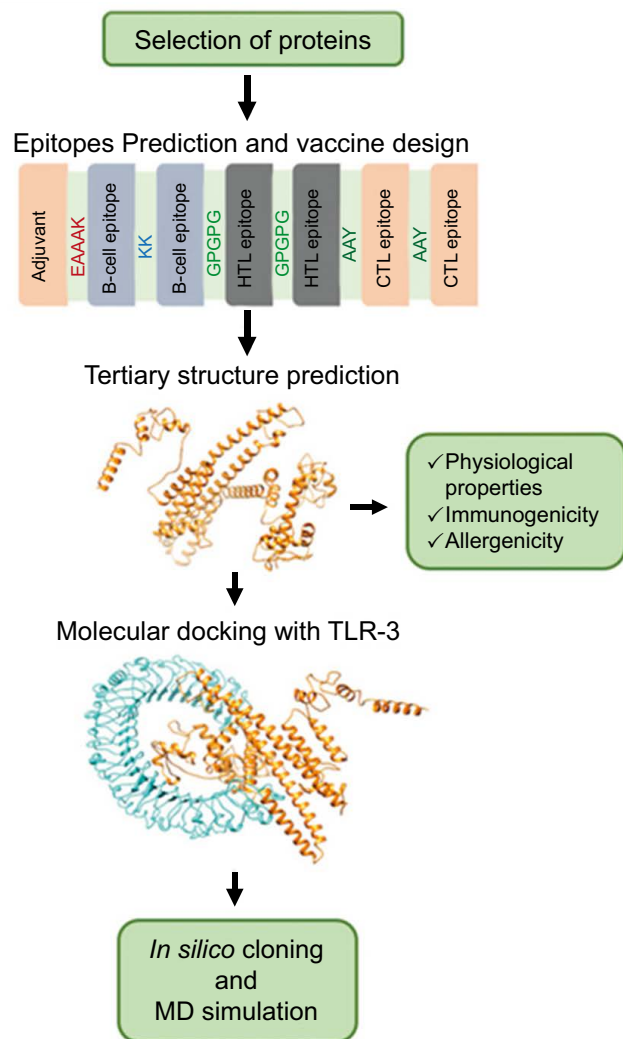 Selection of proteins
Epitopes Prediction and vaccine design
Adjuvant
EAAAK
B-cell epitope
KK
B-cell epitope
GPGPG
HTL epitope
GPGPG
HTL epitope
AAY
CTL epitope
AAY
CTL epitope
Tertiary structure prediction
✓Physiological
properties
✓Immunogenicity
✓Allergenicity
Molecular docking with TLR-3
In silico cloning
and
MD simulation